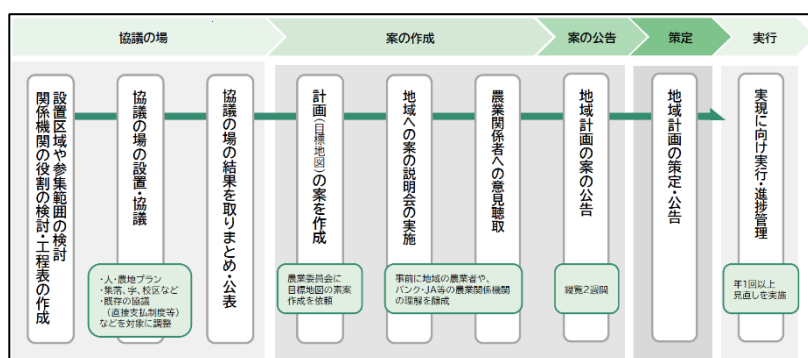 協議の場
案の作成
案の公告
策定
実行
設置区域や参集範囲の検討
関係機関の役割の検討・工程表の作成
協議の場の設置・協議
・人・農地プラン
・集落、字、校区など
・既存の協議
（直接支払制度等）
などを対象に調整
協議の場の結果を取りまとめ・公表
計画（目標地図）の案を作成
農業委員会に
目標地図の素案
作成を依頼
地域への案の説明会の実施
農業関係者への意見聴取
事前に地域の農業者や、
バンク・JA等の農業関係機関
の理解を醸成
地域計画の案の公告
縦覧2週間
地域計画の策定・公告
実現に向け実行・進捗管理
年1回以上
見直しを実施